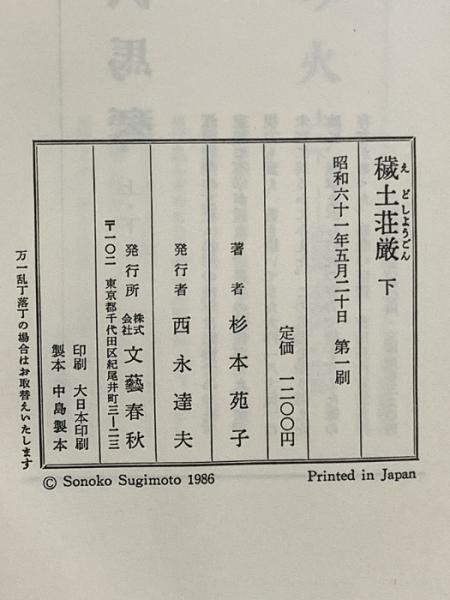 穢土荘厳 下
えどしようごん
昭和六十一年五月二十日 第一刷
定価 一二〇〇円
著者 杉本苑子
発行者 西永達夫
発行所 株式会社 文藝春秋
〒一〇二 東京都千代田区紀尾井町三―二三
印刷 大日本印刷
製本 中島製本
万一乱丁落丁の場合はお取替えいたします
© Sonoko Sugimoto 1986 Printed in Japan